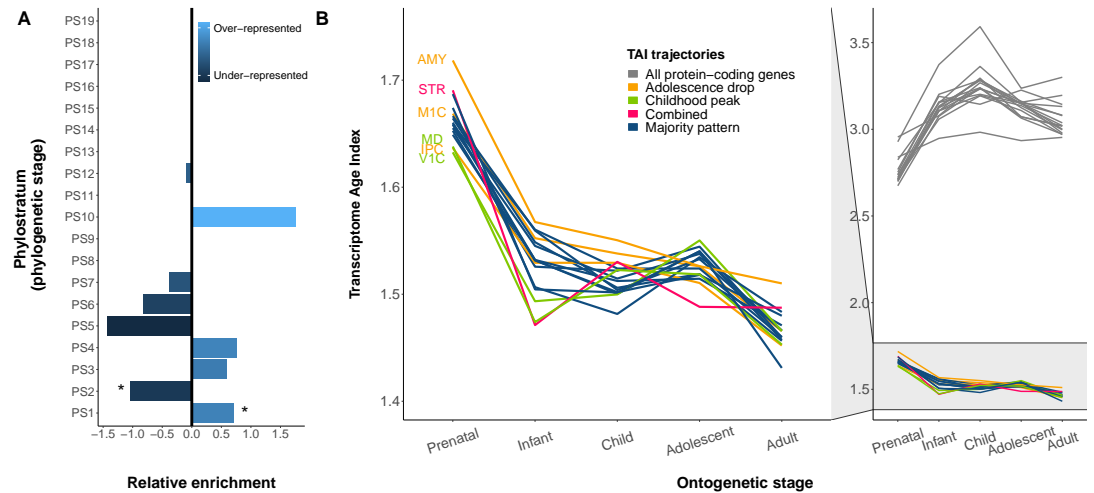 A
PS19
PS18
PS17
PS16
PS15
PS14
PS13
PS12
PS11
PS10
PS9
PS8
PS7
PS6
PS5
PS4
PS3
PS2
PS1
Phylostratum
(phylogenetic stage)
Over−represented
Under−represented
*
*
−1.5
−1.0
−0.5
0.0
0.5
1.0
1.5
Relative enrichment
B
Transcriptome Age Index
1.7
1.6
1.5
1.4
AMY
STR
M1C
MD
IPC
V1C
TAI trajectories
All protein−coding genes
Adolescence drop
Childhood peak
Combined
Majority pattern
Prenatal
Infant
Child
Adolescent
Adult
3.5
3.0
2.5
2.0
1.5
Prenatal
Infant
Child
Adolescent
Adult
Ontogenetic stage